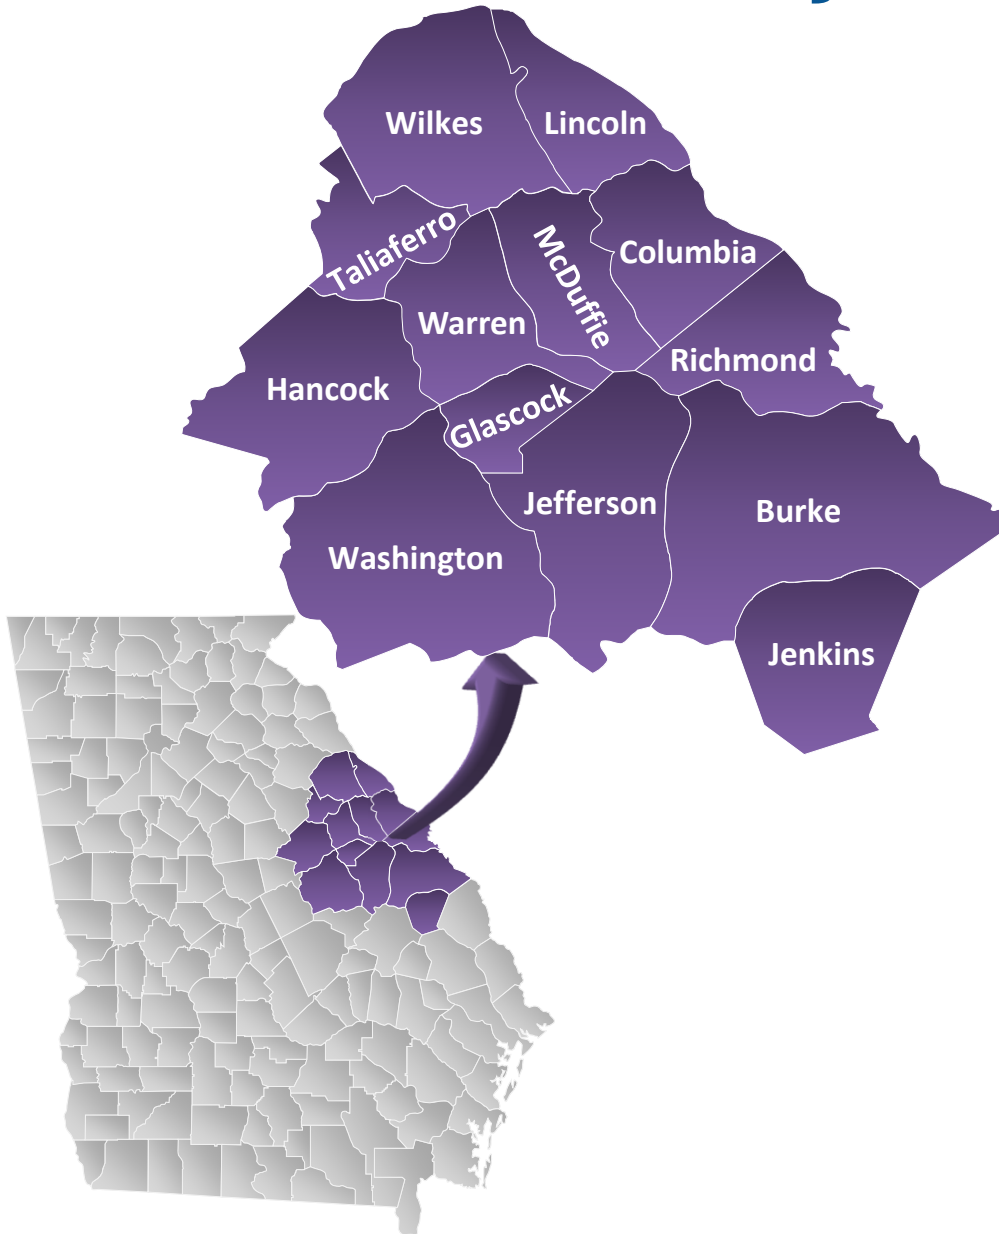 Wilkes
Lincoln
Taliaferro
McDuffie
Columbia
Warren
Richmond
Hancock
Glascock
Jefferson
Burke
Washington
Jenkins